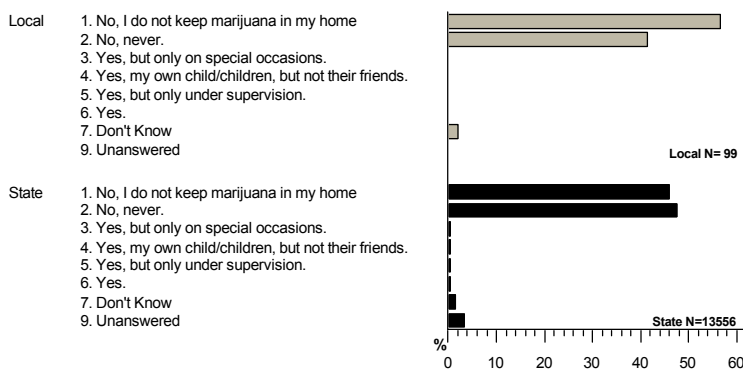 Local 1. No, I do not keep marijuana in my home
2. No, never.
3. Yes, but only on special occasions.
4. Yes, my own child/children, but not their friends.
5. Yes, but only under supervision.
6. Yes.
7. Don't Know
9. Unanswered
Local N= 99
State 1. No, I do not keep marijuana in my home
2. No, never.
3. Yes, but only on special occasions.
4. Yes, my own child/children, but not their friends.
5. Yes, but only under supervision.
6. Yes.
7. Don't Know
9. Unanswered
State N=13556
%
0 10 20 30 40 50 60